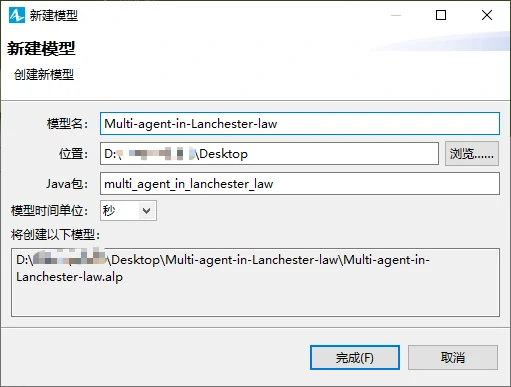 新建模型
新建模型
创建新模型
模型名: Multi-agent-in-Lanchester-law
位置: D:\ \Desktop 浏览......
Java包: multi_agent_in_lanchester_law
模型时间单位: 秒
将创建以下模型:
D:\ \Desktop\Multi-agent-in-Lanchester-law\Multi-agent-in-
Lanchester-law.alp
完成(F) 取消